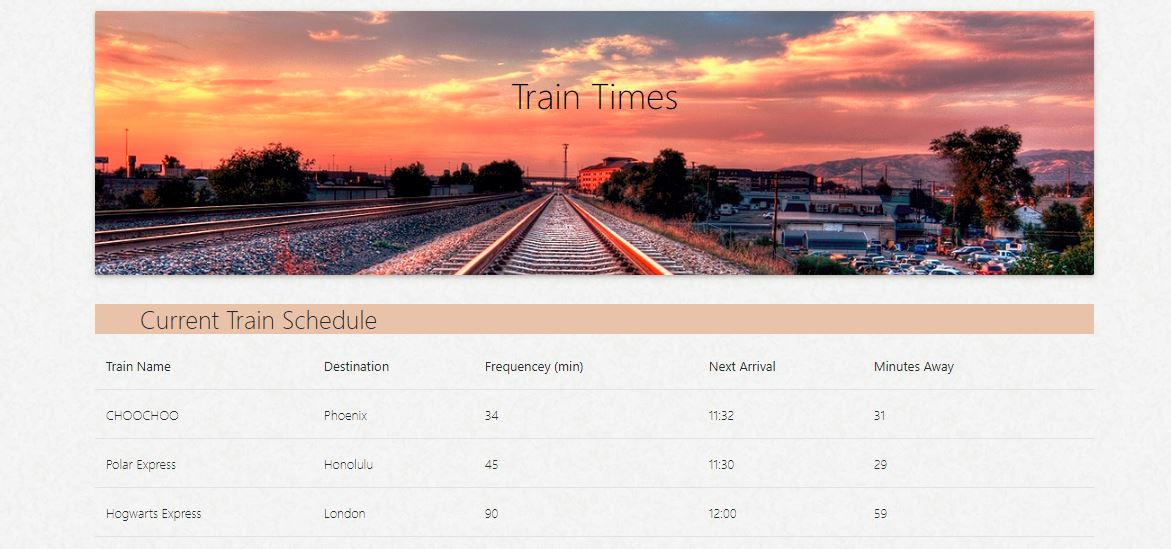 Train Times
Current Train Schedule
Train Name Destination Frequencey (min) Next Arrival Minutes Away
CHOOCHOO Phoenix 34 11:32 31
Polar Express Honolulu 45 11:30 29
Hogwarts Express London 90 12:00 59